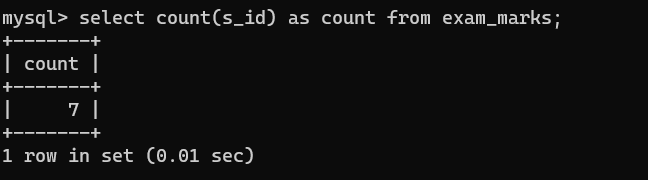 mysql> select count(s_id) as count from exam_marks;
+-------+
| count |
+-------+
|     7 |
+-------+
1 row in set (0.01 sec)